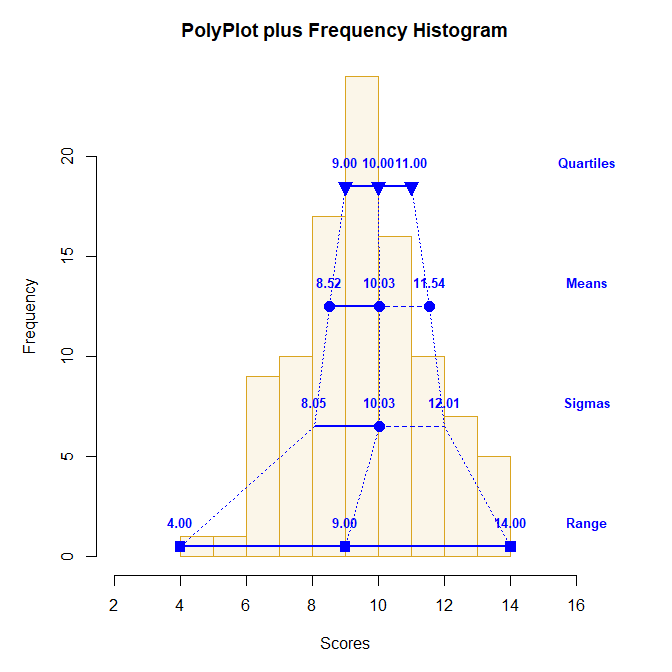 PolyPlot plus Frequency Histogram
20
15
10
5
0
Frequency
9.00 10.00 11.00 Quartiles
8.52 10.03 11.54 Means
8.05 10.03 12.01 Sigmas
4.00 9.00 14.00 Range
2 4 6 8 10 12 14 16
Scores